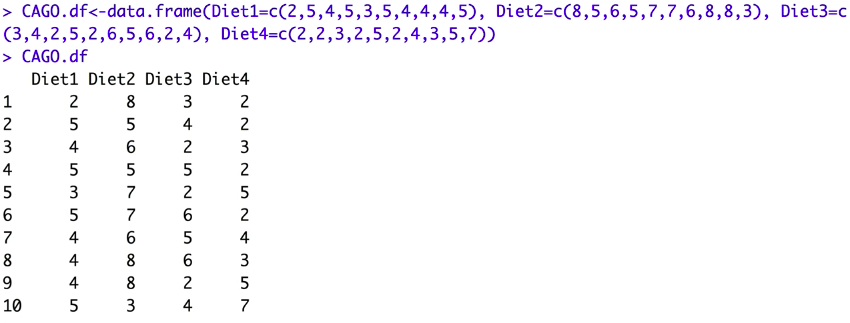 > CAGO.df<-data.frame(Diet1=c(2,5,4,5,3,5,4,4,4,5), Diet2=c(8,5,6,5,7,7,6,8,8,3), Diet3=c
(3,4,2,5,2,6,5,6,2,4), Diet4=c(2,2,3,2,5,2,4,3,5,7))
> CAGO.df
   Diet1 Diet2 Diet3 Diet4
1      2     8     3     2
2      5     5     4     2
3      4     6     2     3
4      5     5     5     2
5      3     7     2     5
6      5     7     6     2
7      4     6     5     4
8      4     8     6     3
9      4     8     2     5
10     5     3     4     7